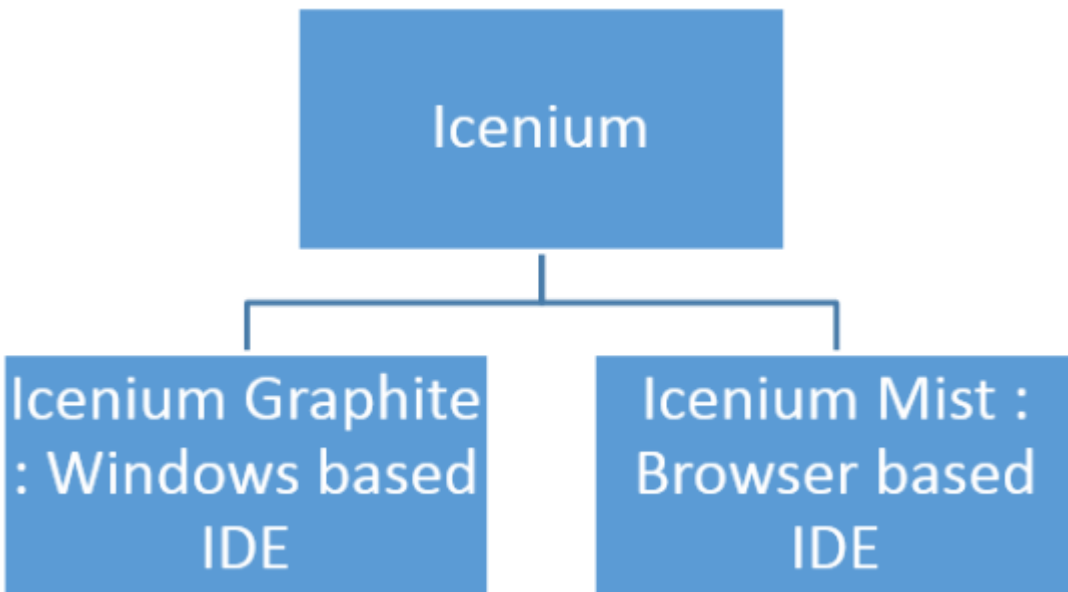 Icenium
Icenium Graphite
: Windows based
IDE
Icenium Mist :
Browser based
IDE